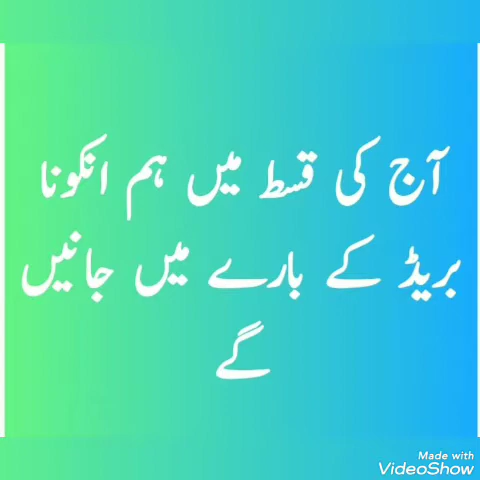 آج کی قسط میں ہم انکونا
بریڈ کے بارے میں جانیں
گے
Made with
VideoShow